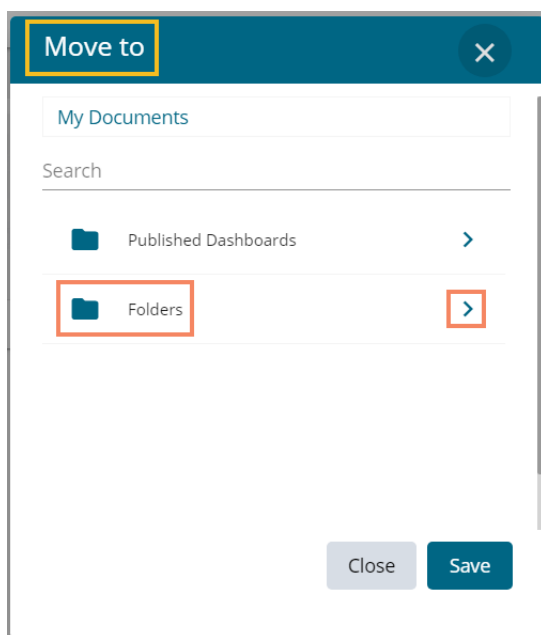 Move to
My Documents
Search
Published Dashboards
Folders
Close Save